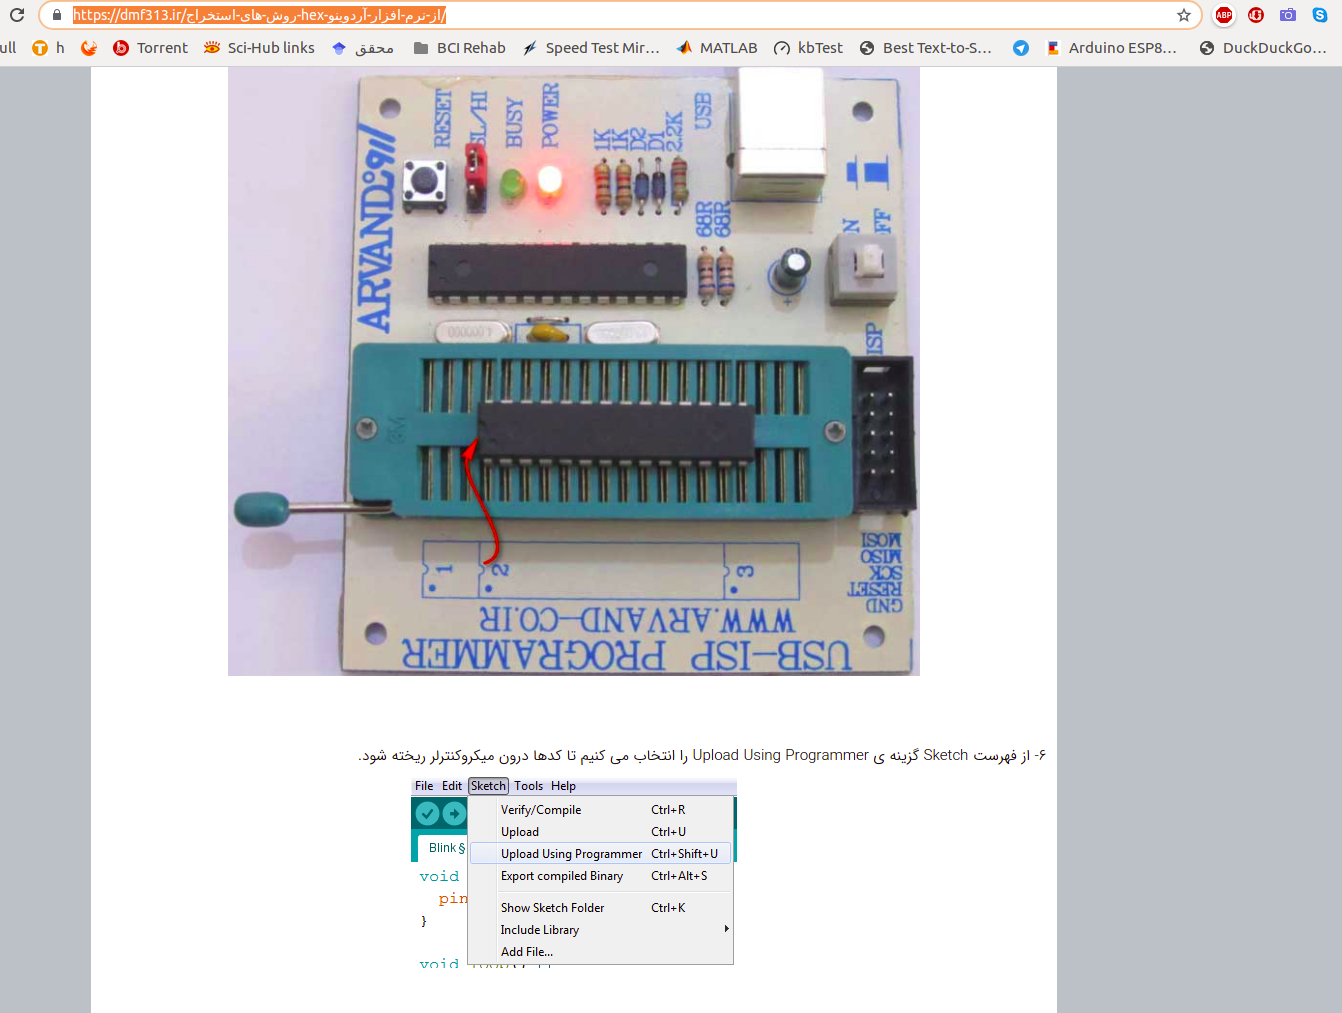 https://dmf313.ir/روش-های-استخراج-hex-از-نرم-افزار-آردوینو/
ull h Torrent Sci-Hub links محقق BCI Rehab Speed Test Mir... MATLAB kbTest Best Text-to-S... Arduino ESP8... DuckDuckGo...
RESET
SL/HI
BUSY
POWER
1K
1K
D2
D1
2.2K
USB
ARVAND
68R
68R
ON
OFF
ISP
MOSI
MISO
SCK
RESET
GND
1
2
3
WWW.ARVAND-CO.IR
USB-ISP PROGRAMMER
۶- از فهرست Sketch گزینه ی Upload Using Programmer را انتخاب می کنیم تا کدها درون میکروکنترلر ریخته شود.
File Edit Sketch Tools Help
Verify/Compile Ctrl+R
Upload Ctrl+U
Blink §
Upload Using Programmer Ctrl+Shift+U
Export compiled Binary Ctrl+Alt+S
void
pin
Show Sketch Folder Ctrl+K
}
Include Library
Add File...
void